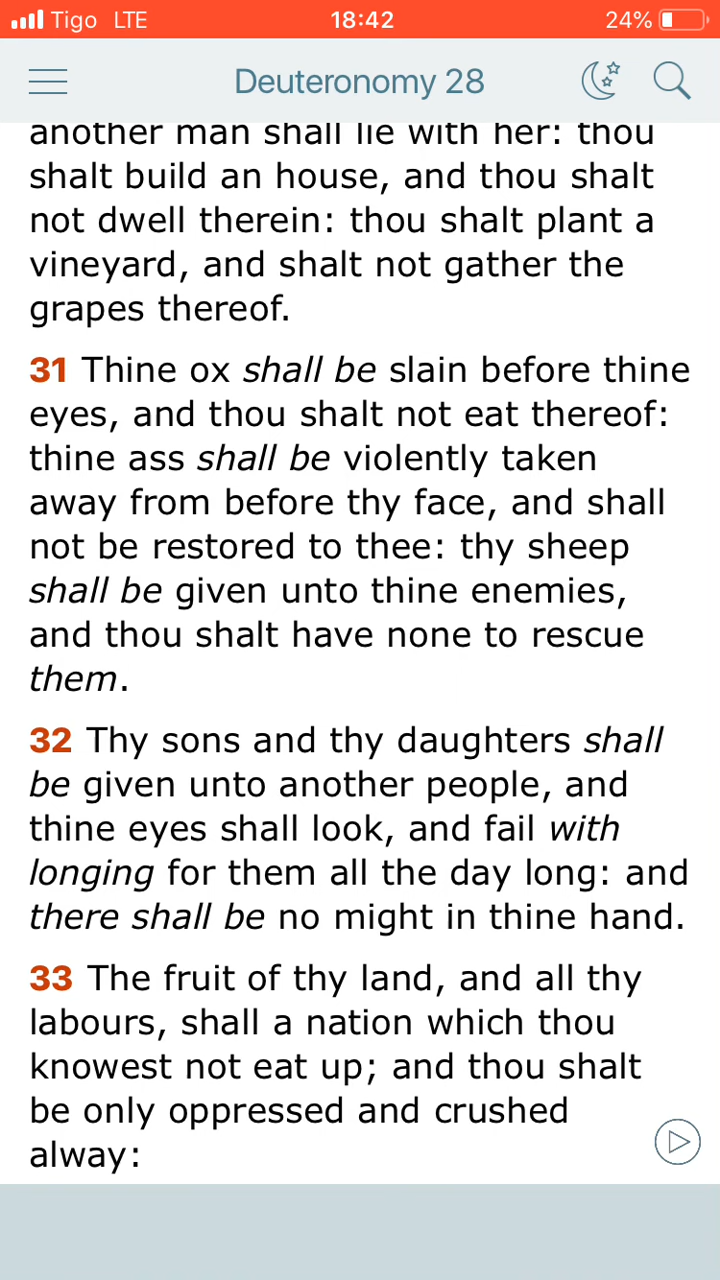 Tigo LTE 18:42 24%
Deuteronomy 28
another man shall lie with her: thou
shalt build an house, and thou shalt
not dwell therein: thou shalt plant a
vineyard, and shalt not gather the
grapes thereof.
31 Thine ox shall be slain before thine
eyes, and thou shalt not eat thereof:
thine ass shall be violently taken
away from before thy face, and shall
not be restored to thee: thy sheep
shall be given unto thine enemies,
and thou shalt have none to rescue
them.
32 Thy sons and thy daughters shall
be given unto another people, and
thine eyes shall look, and fail with
longing for them all the day long: and
there shall be no might in thine hand.
33 The fruit of thy land, and all thy
labours, shall a nation which thou
knowest not eat up; and thou shalt
be only oppressed and crushed
alway: